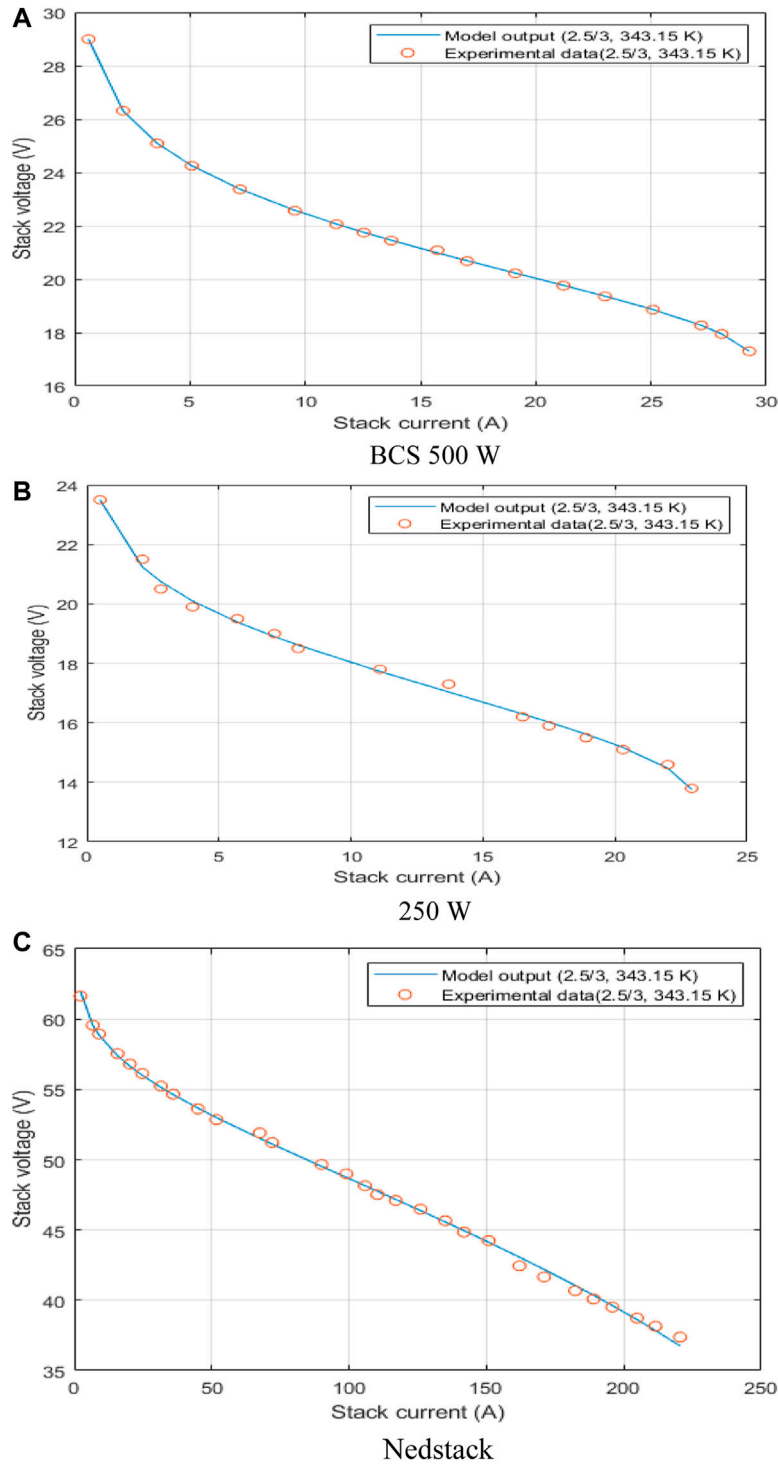 A
30
28
26
24
22
20
18
16
Stack voltage (V)
Model output (2.5/3, 343.15 K)
Experimental data(2.5/3, 343.15 K)
0 5 10 15 20 25 30
Stack current (A)
BCS 500 W
B
24
22
20
18
16
14
12
Stack voltage (V)
Model output (2.5/3, 343.15 K)
Experimental data(2.5/3, 343.15 K)
0 5 10 15 20 25
Stack current (A)
250 W
C
65
60
55
50
45
40
35
Stack voltage (V)
Model output (2.5/3, 343.15 K)
Experimental data(2.5/3, 343.15 K)
0 50 100 150 200 250
Stack current (A)
Nedstack